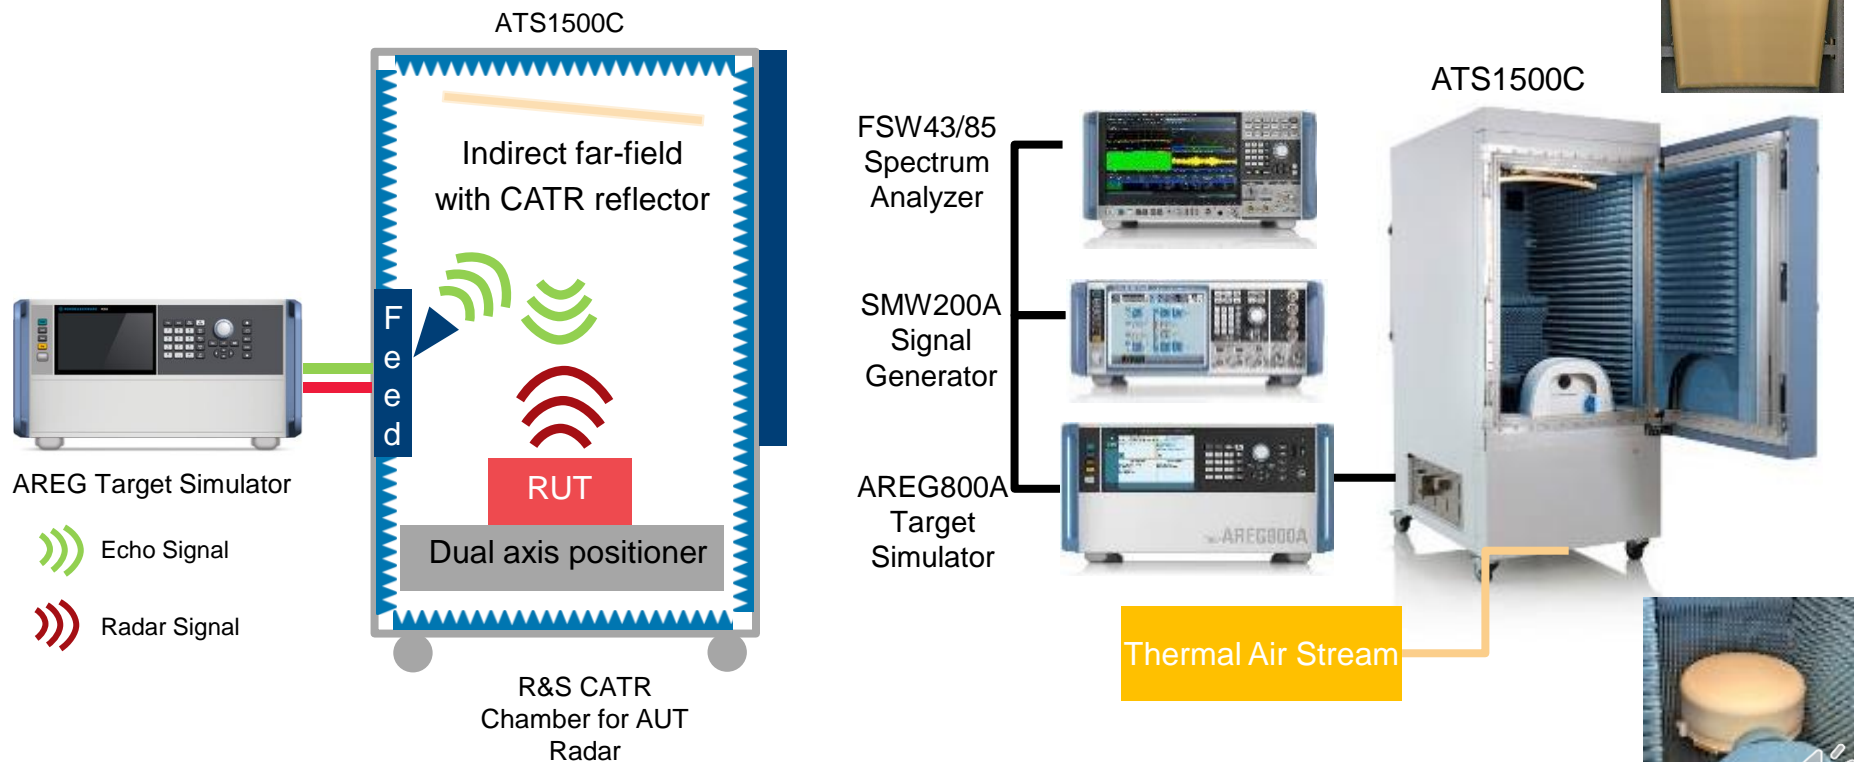 ATS1500C
Indirect far-field
with CATR reflector
F
e
e
d
RUT
Dual axis positioner
AREG Target Simulator
Echo Signal
Radar Signal
R&S CATR
Chamber for AUT
Radar
ATS1500C
FSW43/85
Spectrum
Analyzer
SMW200A
Signal
Generator
AREG800A
Target
Simulator
AREG800A
Thermal Air Stream